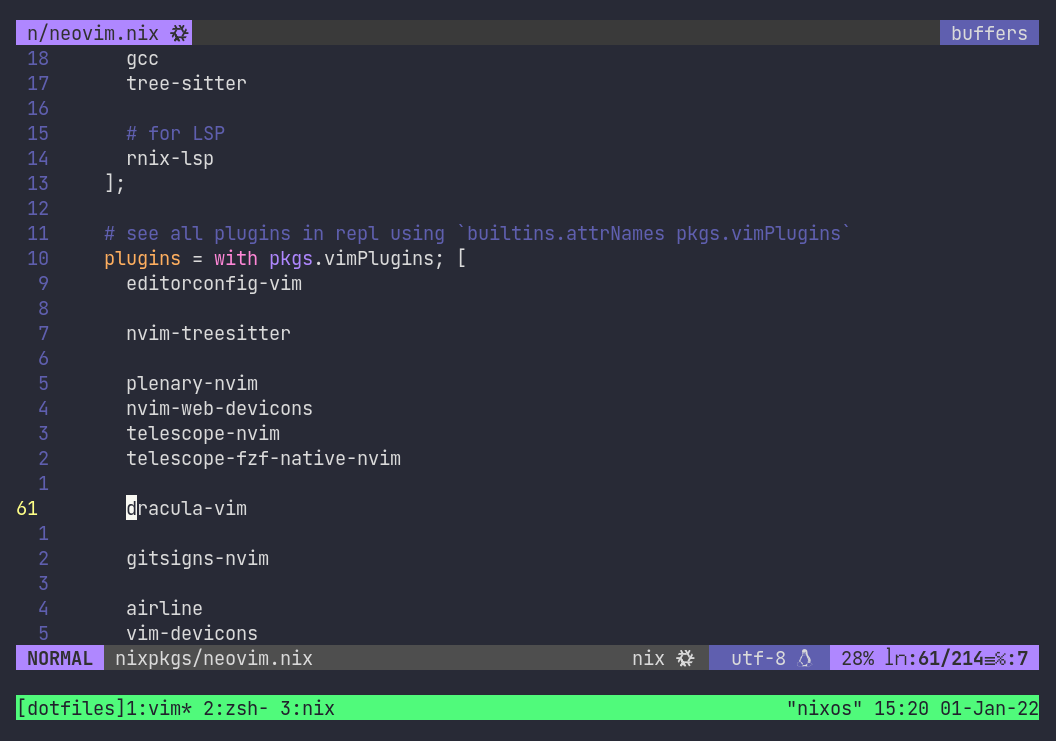 n/neovim.nix buffers
18 gcc
17 tree-sitter
16
15 # for LSP
14 rnix-lsp
13 ];
12
11 # see all plugins in repl using `builtins.attrNames pkgs.vimPlugins`
10 plugins = with pkgs.vimPlugins; [
9 editorconfig-vim
8
7 nvim-treesitter
6
5 plenary-nvim
4 nvim-web-devicons
3 telescope-nvim
2 telescope-fzf-native-nvim
1
61 dracula-vim
1
2 gitsigns-nvim
3
4 airline
5 vim-devicons
NORMAL nixpkgs/neovim.nix nix utf-8 28% ln:61/214≡%:7
[dotfiles]1:vim* 2:zsh- 3:nix "nixos" 15:20 01-Jan-22